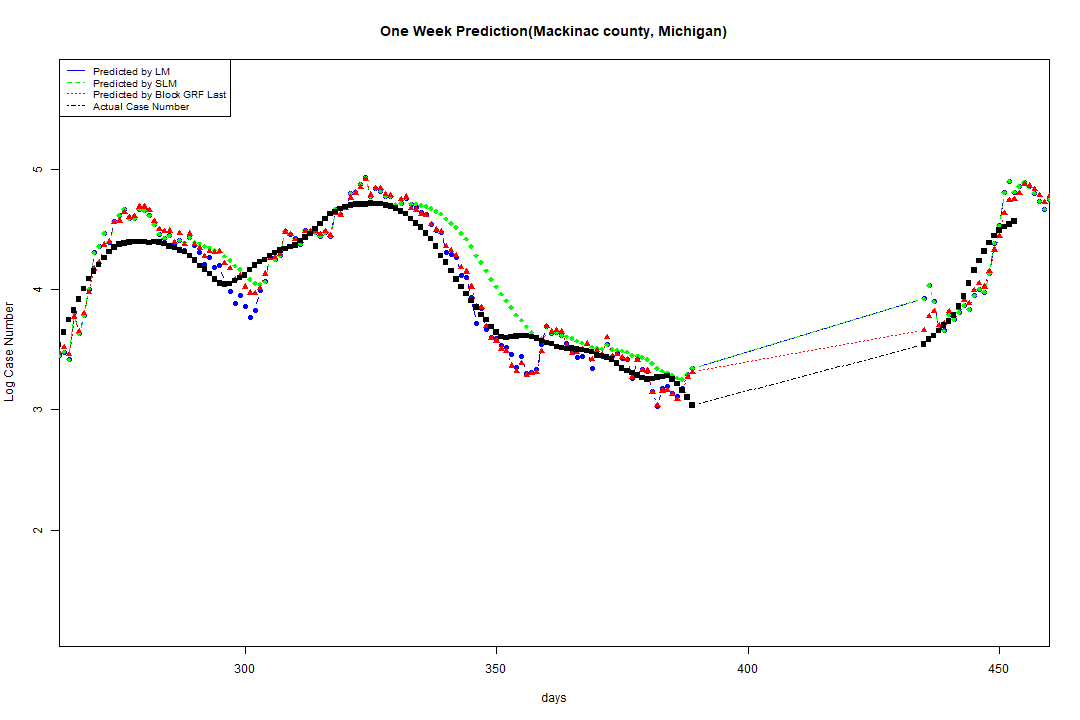 One Week Prediction(Mackinac county, Michigan)
Predicted by LM
Predicted by SLM
Predicted by Block GRF Last
Actual Case Number
5
4
3
2
Log Case Number
300
350
400
450
days